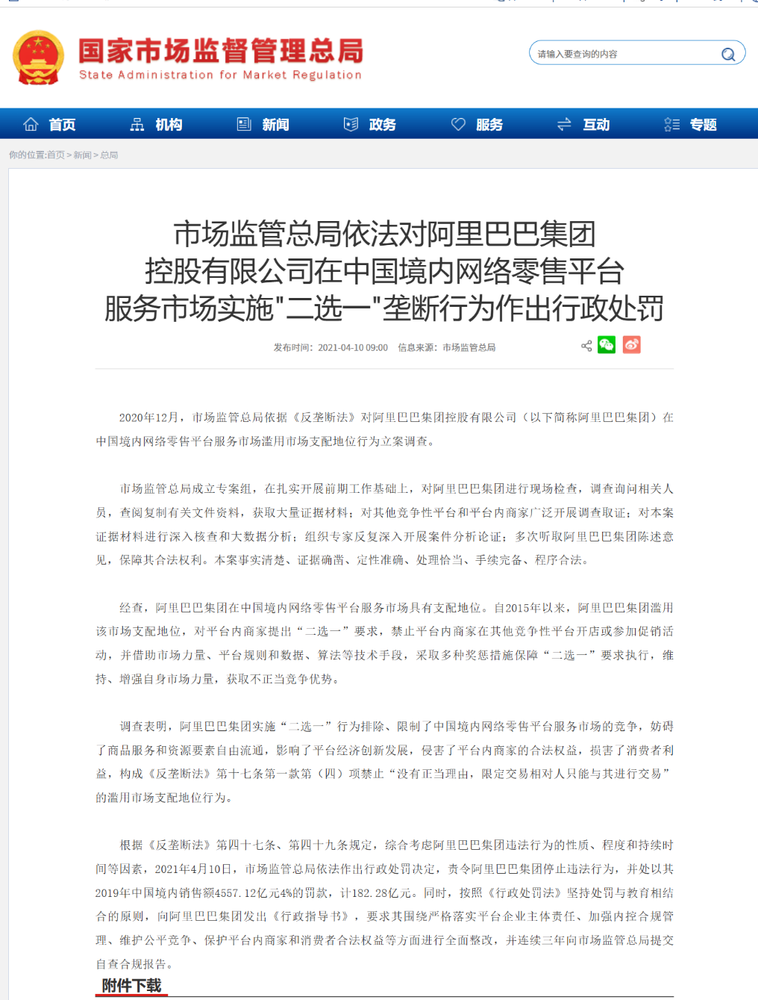 国家市场监督管理总局
State Administration for Market Regulation
请输入要查询的内容
首页 机构 新闻 政务 服务 互动 专题
你的位置:首页 > 新闻 > 总局
市场监管总局依法对阿里巴巴集团
控股有限公司在中国境内网络零售平台
服务市场实施"二选一"垄断行为作出行政处罚
发布时间：2021-04-10 09:00 信息来源：市场监管总局
2020年12月，市场监管总局依据《反垄断法》对阿里巴巴集团控股有限公司（以下简称阿里巴巴集团）在
中国境内网络零售平台服务市场滥用市场支配地位行为立案调查。
市场监管总局成立专案组，在扎实开展前期工作基础上，对阿里巴巴集团进行现场检查，调查询问相关人
员，查阅复制有关文件资料，获取大量证据材料；对其他竞争性平台和平台内商家广泛开展调查取证；对本案
证据材料进行深入核查和大数据分析；组织专家反复深入开展案件分析论证；多次听取阿里巴巴集团陈述意
见，保障其合法权利。本案事实清楚、证据确凿、定性准确、处理恰当、手续完备、程序合法。
经查，阿里巴巴集团在中国境内网络零售平台服务市场具有支配地位。自2015年以来，阿里巴巴集团滥用
该市场支配地位，对平台内商家提出“二选一”要求，禁止平台内商家在其他竞争性平台开店或参加促销活
动，并借助市场力量、平台规则和数据、算法等技术手段，采取多种奖惩措施保障“二选一”要求执行，维
持、增强自身市场力量，获取不正当竞争优势。
调查表明，阿里巴巴集团实施“二选一”行为排除、限制了中国境内网络零售平台服务市场的竞争，妨碍
了商品服务和资源要素自由流通，影响了平台经济创新发展，侵害了平台内商家的合法权益，损害了消费者利
益，构成《反垄断法》第十七条第一款第（四）项禁止“没有正当理由，限定交易相对人只能与其进行交易”
的滥用市场支配地位行为。
根据《反垄断法》第四十七条、第四十九条规定，综合考虑阿里巴巴集团违法行为的性质、程度和持续时
间等因素，2021年4月10日，市场监管总局依法作出行政处罚决定，责令阿里巴巴集团停止违法行为，并处以其
2019年中国境内销售额4557.12亿元4%的罚款，计182.28亿元。同时，按照《行政处罚法》坚持处罚与教育相结
合的原则，向阿里巴巴集团发出《行政指导书》，要求其围绕严格落实平台企业主体责任、加强内控合规管
理、维护公平竞争、保护平台内商家和消费者合法权益等方面进行全面整改，并连续三年向市场监管总局提交
自查合规报告。
附件下载